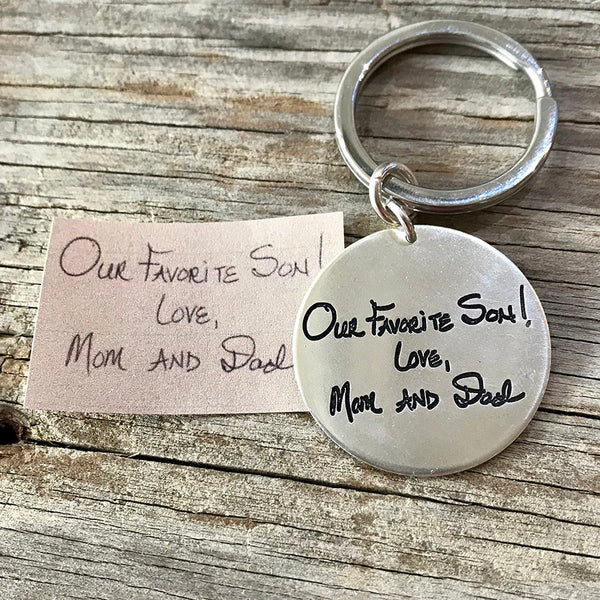 Our Favorite Son!
Love,
Mom and Dad
Our Favorite Son!
Love,
Mom and Dad